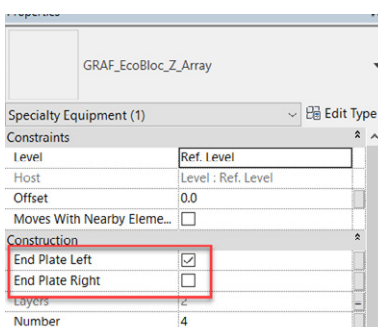 Properties
GRAF_EcoBloc_Z_Array
Specialty Equipment (1) Edit Type
Constraints
Level Ref. Level
Host Level : Ref. Level
Offset 0.0
Moves With Nearby Eleme...
Construction
End Plate Left
End Plate Right
Layers 2 =
Number 4